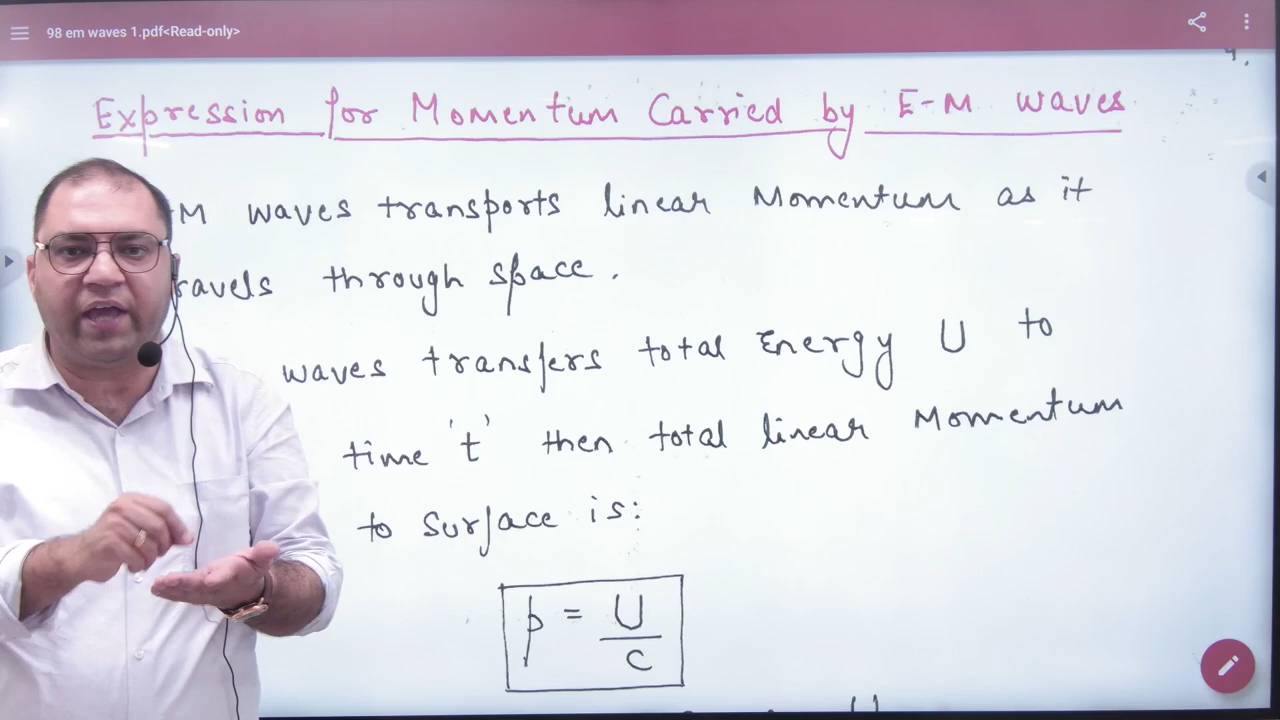 98 em waves 1.pdf<Read-only>
Expression for Momentum Carried by E-M waves
-M waves transports linear Momentum as it
ravels through space.
waves transfers total Energy U to
time 't' then total linear Momentum
to surface is:
p = U/c